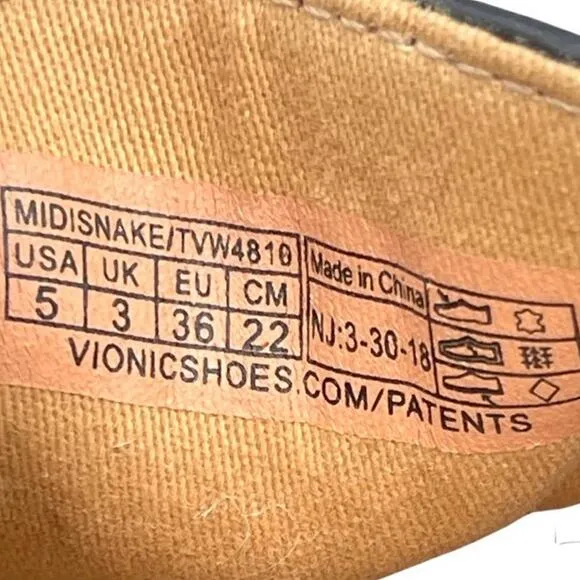 MIDISNAKE/TVW4810
USA UK EU CM
5 3 36 22
Made in China
NJ:3-30-18
VIONICSHOES.COM/PATENTS